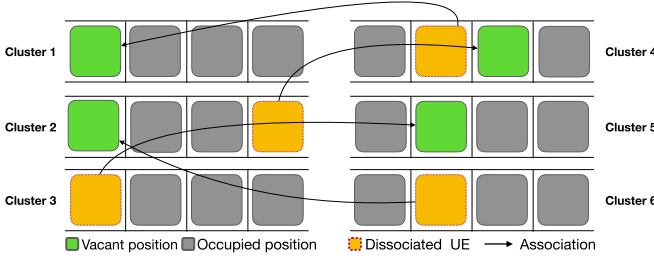 Cluster 1
Cluster 4
Cluster 2
Cluster 5
Cluster 3
Cluster 6
Vacant position Occupied position Dissociated UE Association